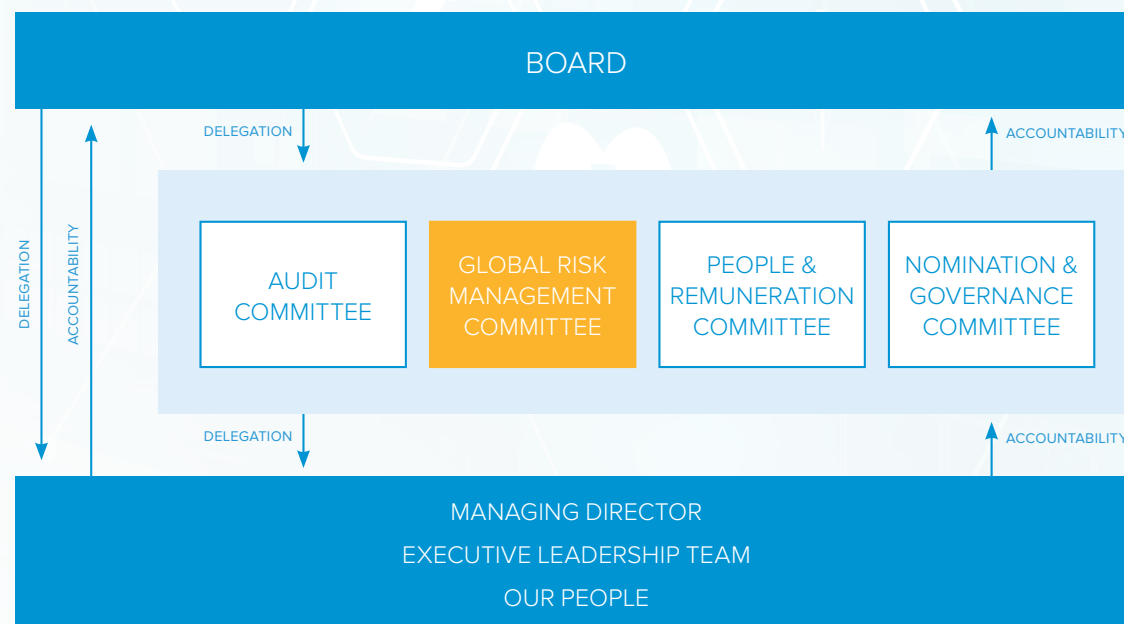 BOARD
DELEGATION
ACCOUNTABILITY
DELEGATION
ACCOUNTABILITY
AUDIT
COMMITTEE
GLOBAL RISK
MANAGEMENT
COMMITTEE
PEOPLE &
REMUNERATION
COMMITTEE
NOMINATION &
GOVERNANCE
COMMITTEE
DELEGATION
ACCOUNTABILITY
MANAGING DIRECTOR
EXECUTIVE LEADERSHIP TEAM
OUR PEOPLE